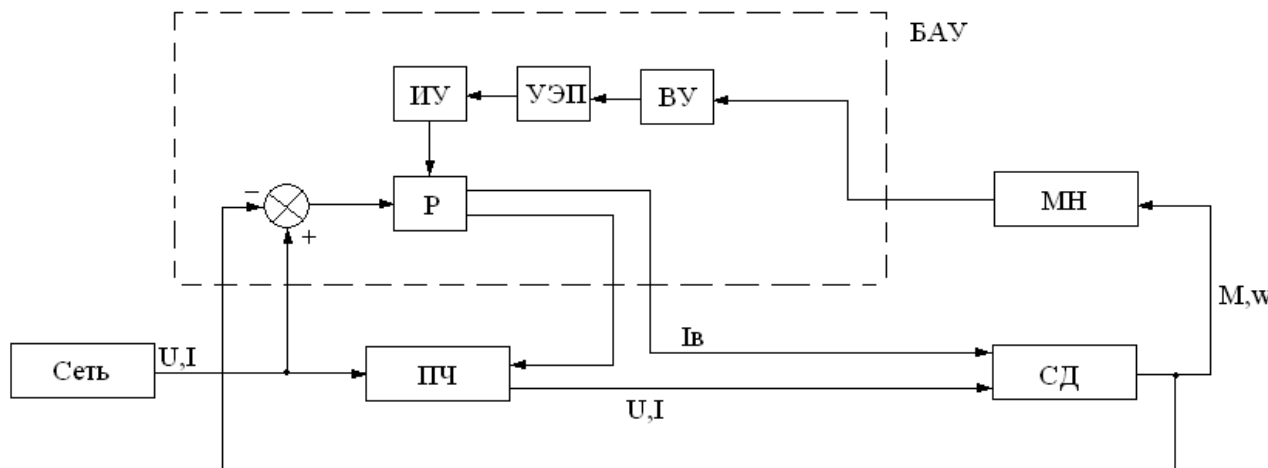 БАУ
ИУ
УЭП
ВУ
−
Р
МН
+
M,w
U,I
Iв
Сеть
ПЧ
СД
U,I